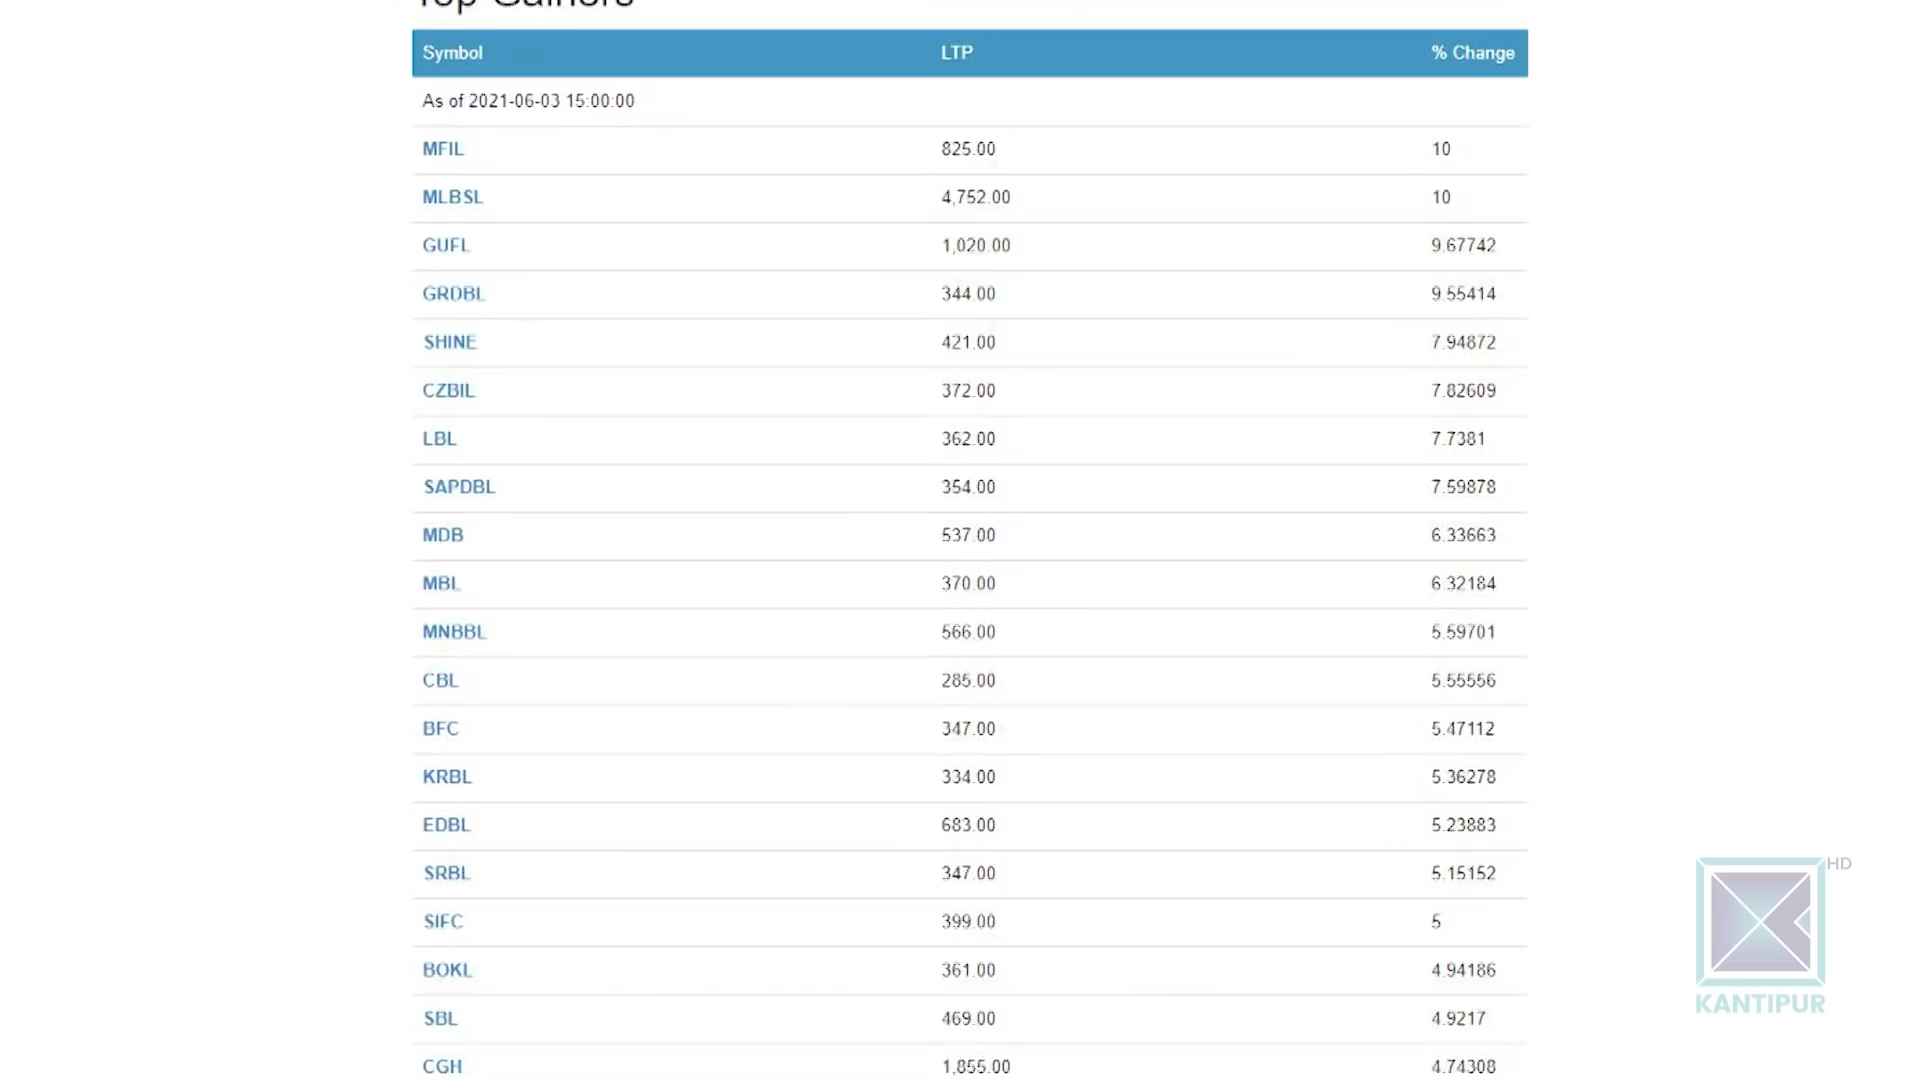 Top Gainers
Symbol LTP % Change
As of 2021-06-03 15:00:00
MFIL 825.00 10
MLBSL 4,752.00 10
GUFL 1,020.00 9.67742
GRDBL 344.00 9.55414
SHINE 421.00 7.94872
CZBIL 372.00 7.82609
LBL 362.00 7.7381
SAPDBL 354.00 7.59878
MDB 537.00 6.33663
MBL 370.00 6.32184
MNBBL 566.00 5.59701
CBL 285.00 5.55556
BFC 347.00 5.47112
KRBL 334.00 5.36278
EDBL 683.00 5.23883
SRBL 347.00 5.15152
SIFC 399.00 5
BOKL 361.00 4.94186
SBL 469.00 4.9217
CGH 1,855.00 4.74308
HD
KANTIPUR